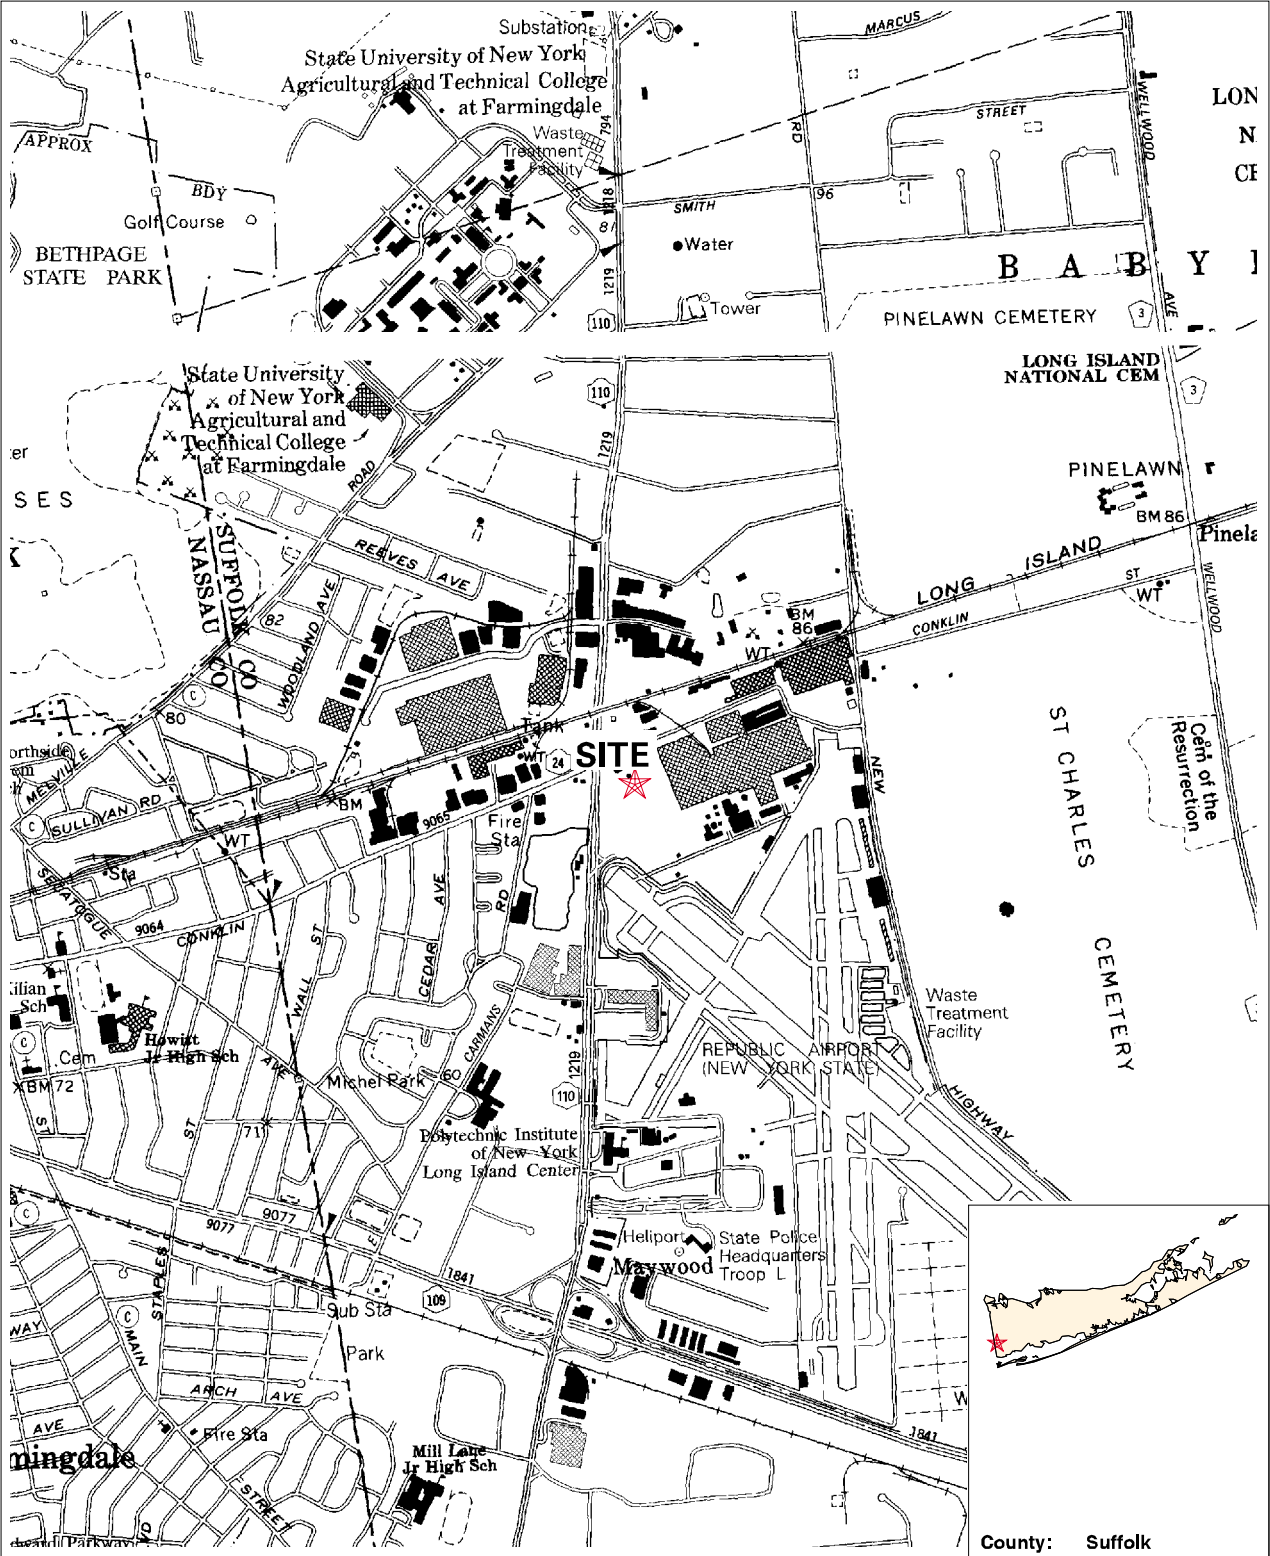 Substation
MARCUS
State University of New York
Agricultural and Technical College
at Farmingdale
WELLWOOD
LON
STREET
794
RD
APPROX
Waste
Treatment
Facility
BDY
1218
SMITH
96
Golf Course
81
Water
BETHPAGE
STATE PARK
B A B Y
1219
Tower
AVE
110
PINELAWN CEMETERY
3
LONG ISLAND
NATIONAL CEM
State University
of New York
Agricultural and
Technical College
at Farmingdale
110
3
1219
ROAD
PINELAWN
SES
BM 86
Pinela
SUFFOLK CO
NASSAU CO
REEVES AVE
LONG ISLAND
ST
WT
WELLWOOD
82
WOODLAND AVE
BM
86
CONKLIN
WT
C
80
Tank
SITE
WT
24
ST CHARLES CEMETERY
Cem of the
Resurrection
NEW HIGHWAY
MELVILLE
SULLIVAN RD
C
BM
9065
Fire
Sta
WT
Sta
SECATOGUE AVE
9064
CONKLIN
WALL ST
CEDAR AVE
CARMANS RD
Sch
Howitt
Jr High Sch
C
Cem
BM 72
ST
Michel Park
60
1219
110
REPUBLIC AIRPORT
(NEW YORK STATE)
Waste
Treatment
Facility
71
Polytechnic Institute
of New York
Long Island Center
C
9077
9077
STAPLES ST
1841
109
Heliport
Maywood
State Police
Headquarters
Troop L
Sub Sta
C
WAY
MAIN STREET
Park
ARCH AVE
AVE
Fire Sta
mingdale
Mill Lane
Jr High Sch
1841
W
Parkway
County: Suffolk